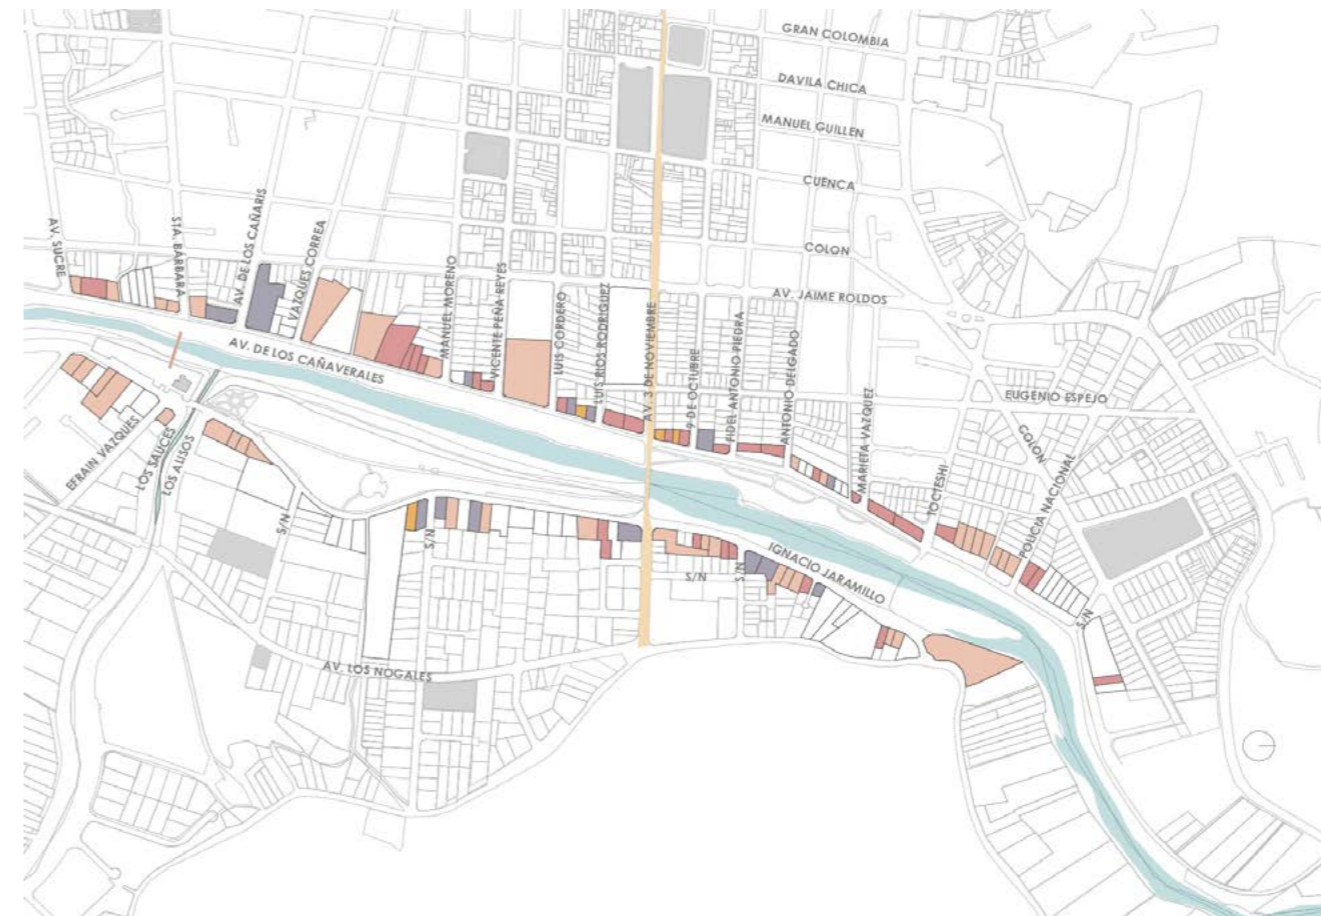 GRAN COLOMBIA
DAVILA CHICA
MANUEL GUILLEN
CUENCA
COLON
AV. JAIME ROLDOS
AV. SUCRE
STA. BARBARA
AV. DE LOS CAÑARIS
VAZQUES CORREA
MANUEL MORENO
VICENTE PEÑA REYES
LUIS CORDERO
LUIS RIOS RODRIGUEZ
AV. 3 DE NOVIEMBRE
9 DE OCTUBRE
FIDEL ANTONIO PIEDRA
ANTONIO DELGADO
MARIETA VAZQUEZ
TOCTESHI
EUGENIO ESPEJO
COLON
POLICIA NACIONAL
AV. DE LOS CAÑAVERALES
EFRAIN VAZQUES
LOS SAUCES
LOS ALISOS
S/N
S/N
S/N
S/N
IGNACIO JARAMILLO
S/N
AV. LOS NOGALES